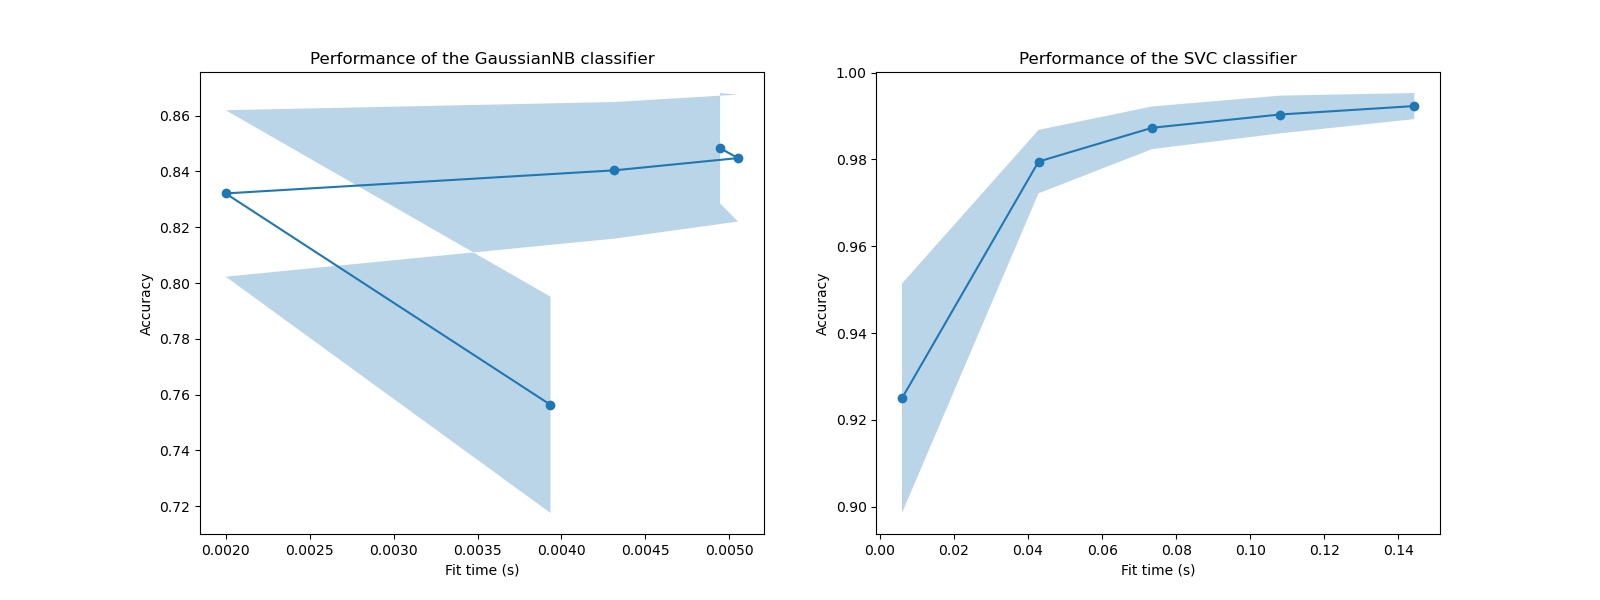 Performance of the GaussianNB classifier
Accuracy
0.86
0.84
0.82
0.80
0.78
0.76
0.74
0.72
0.0020 0.0025 0.0030 0.0035 0.0040 0.0045 0.0050
Fit time (s)
Performance of the SVC classifier
Accuracy
1.00
0.98
0.96
0.94
0.92
0.90
0.00 0.02 0.04 0.06 0.08 0.10 0.12 0.14
Fit time (s)